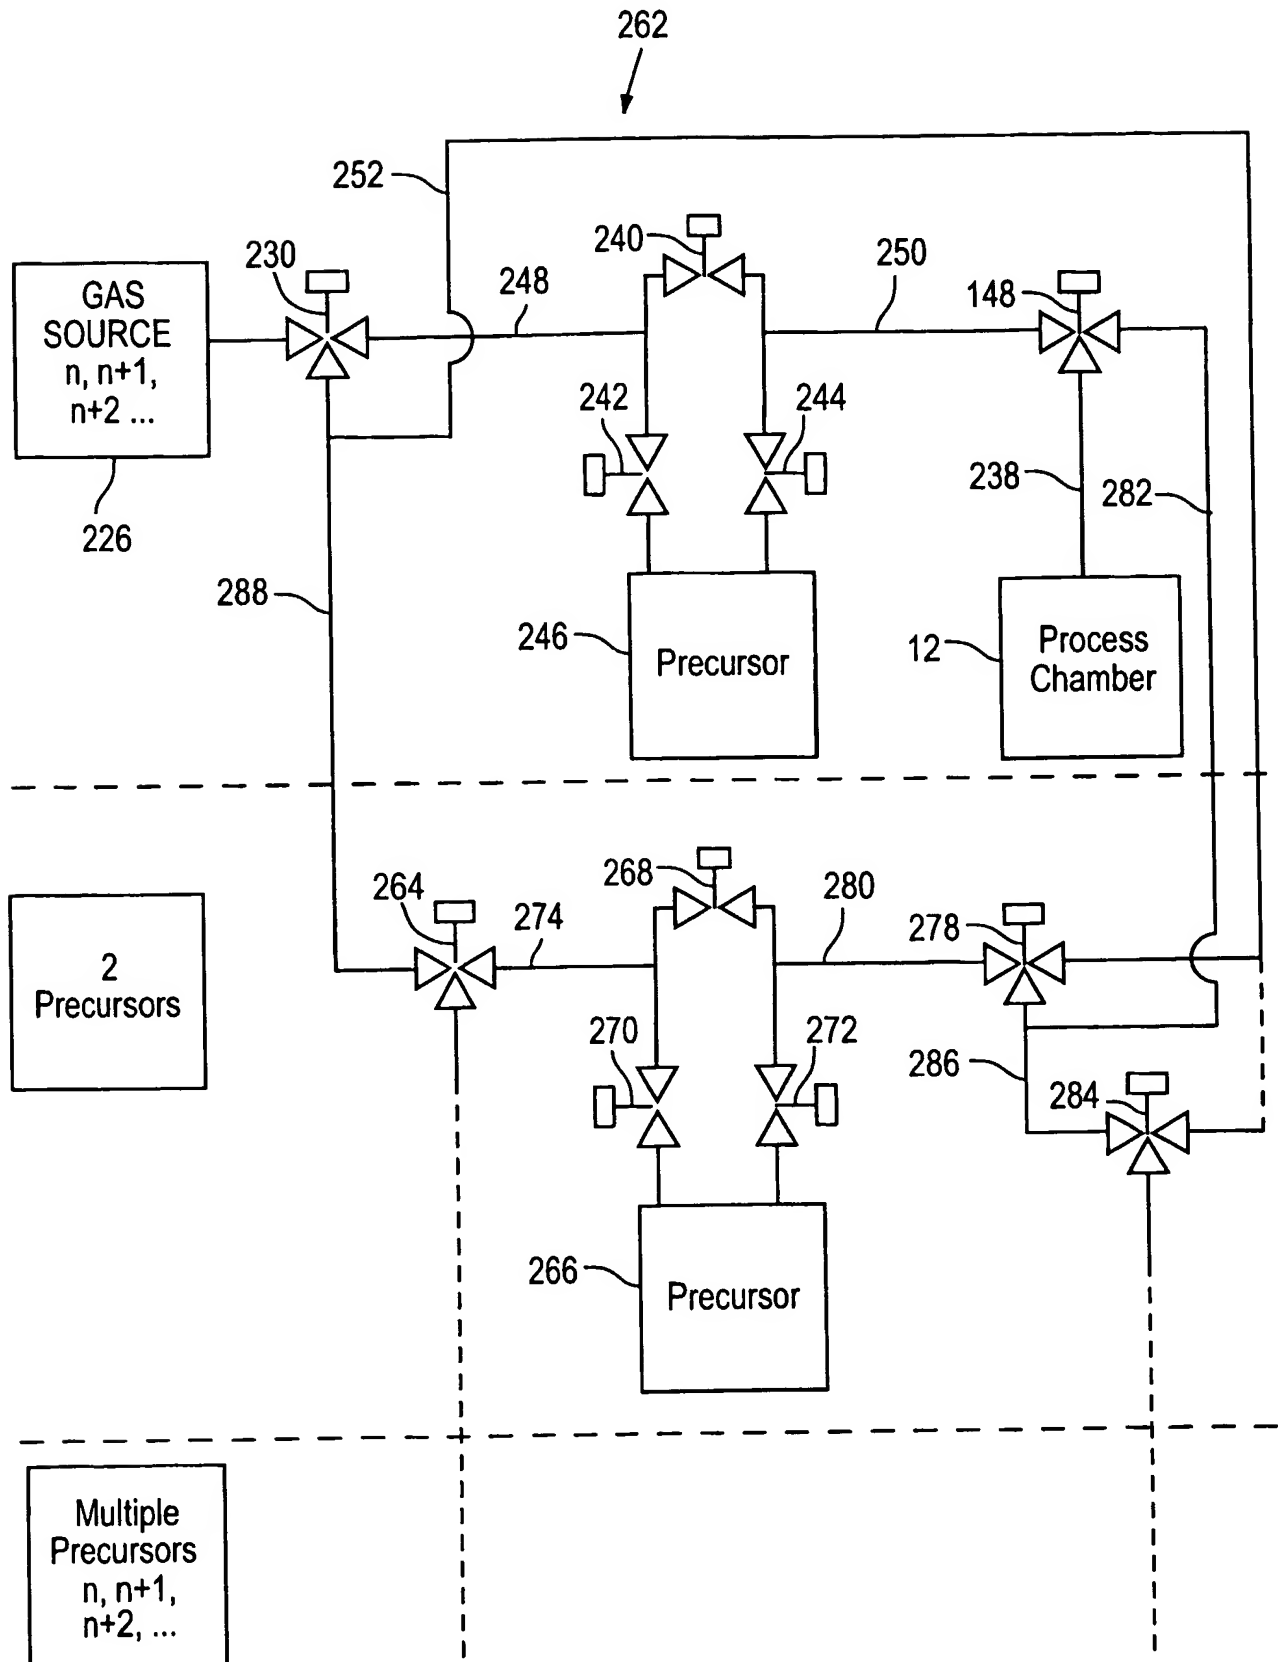 262
252
240
230
250
148
248
GAS
SOURCE
n, n+1,
n+2 ...
242
244
238
282
226
288
246
Precursor
12
Process
Chamber
268
264
274
280
278
2
Precursors
270
272
286
284
266
Precursor
Multiple
Precursors
n, n+1,
n+2, ...